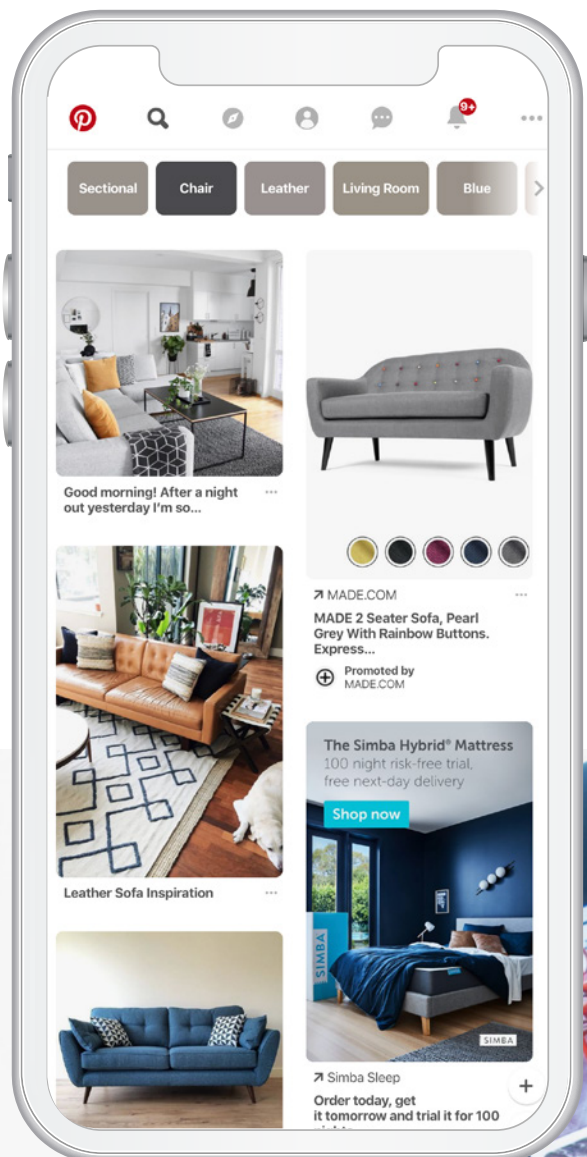 9+
Sectional
Chair
Leather
Living Room
Blue
Good morning! After a night
out yesterday I'm so...
MADE.COM
MADE 2 Seater Sofa, Pearl
Grey With Rainbow Buttons.
Express...
Promoted by
MADE.COM
Leather Sofa Inspiration
The Simba Hybrid® Mattress
100 night risk-free trial,
free next-day delivery
Shop now
SIMBA
SIMBA
Simba Sleep
Order today, get
it tomorrow and trial it for 100